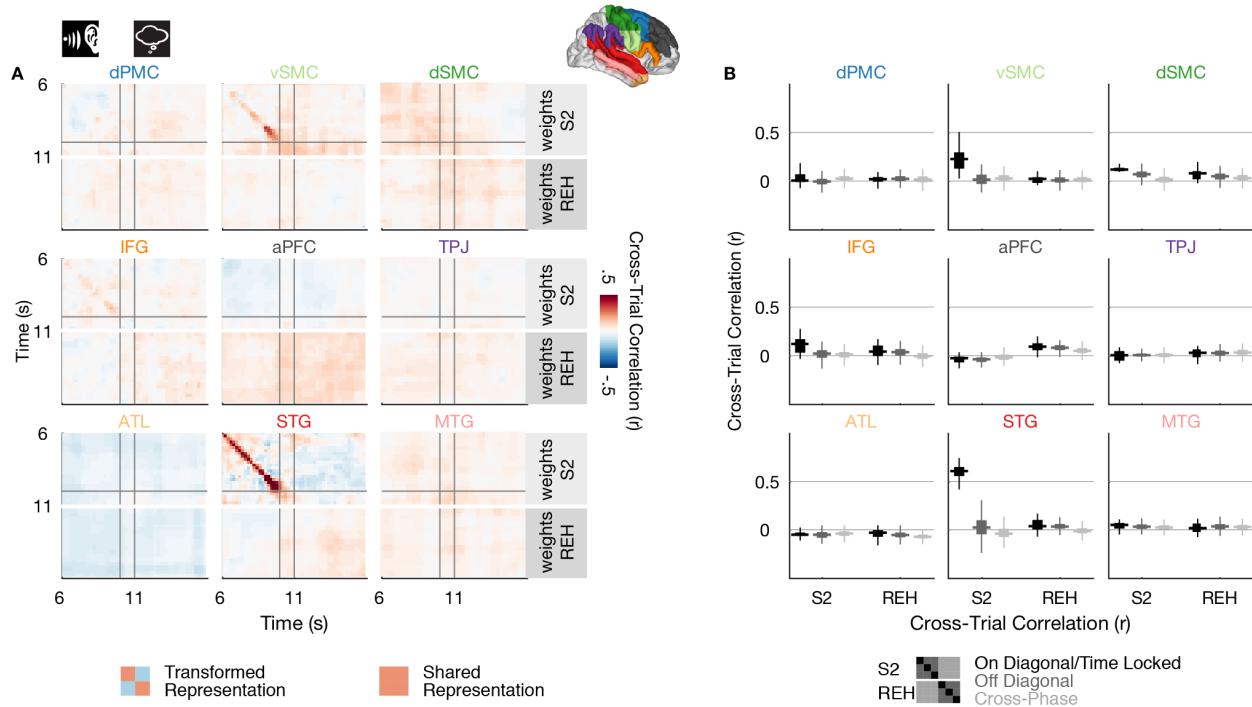 A
B
dPMC
vSMC
dSMC
dPMC
vSMC
dSMC
6
weights
S2
0.5
11
weights
REH
0
IFG
aPFC
TPJ
IFG
aPFC
TPJ
6
weights
S2
0.5
Time (s)
Cross-Trial Correlation (r)
.5
-.5
Cross-Trial Correlation (r)
11
weights
REH
0
ATL
STG
MTG
ATL
STG
MTG
6
weights
S2
0.5
11
weights
REH
0
6
11
6
11
6
11
S2
REH
S2
REH
S2
REH
Time (s)
Cross-Trial Correlation (r)
Transformed
Representation
Shared
Representation
S2
REH
On Diagonal/Time Locked
Off Diagonal
Cross-Phase